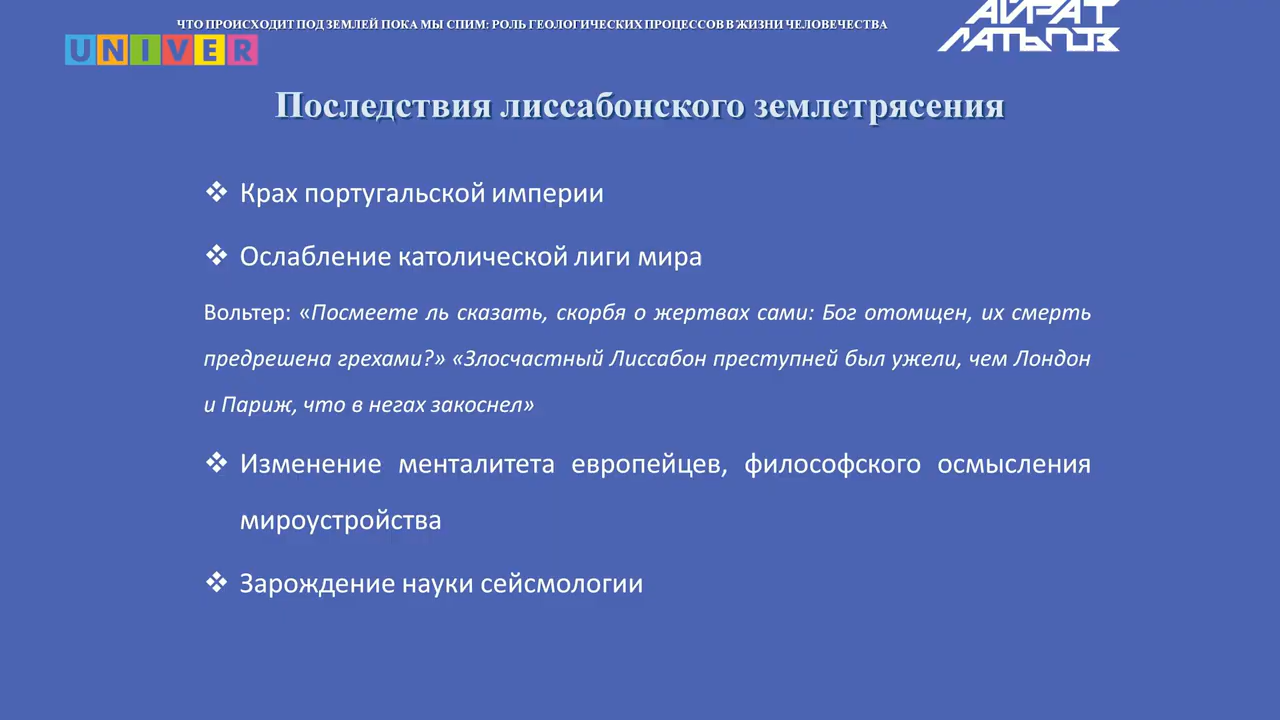 ЧТО ПРОИСХОДИТ ПОД ЗЕМЛЕЙ ПОКА МЫ СПИМ: РОЛЬ ГЕОЛОГИЧЕСКИХ ПРОЦЕССОВ В ЖИЗНИ ЧЕЛОВЕЧЕСТВА
АЙРАТ
ЛАТЫПОВ
UNIVER
Последствия лиссабонского землетрясения
❖ Крах португальской империи
❖ Ослабление католической лиги мира
Вольтер: «Посмеете ль сказать, скорбя о жертвах сами: Бог отомщен, их смерть
предрешена грехами?» «Злосчастный Лиссабон преступней был ужели, чем Лондон
и Париж, что в негах закоснел»
❖ Изменение менталитета европейцев, философского осмысления
мироустройства
❖ Зарождение науки сейсмологии